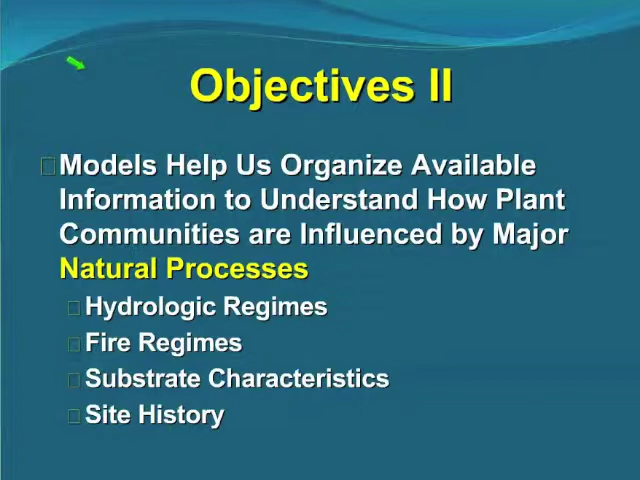 Objectives II
Models Help Us Organize Available
Information to Understand How Plant
Communities are Influenced by Major
Natural Processes
Hydrologic Regimes
Fire Regimes
Substrate Characteristics
Site History